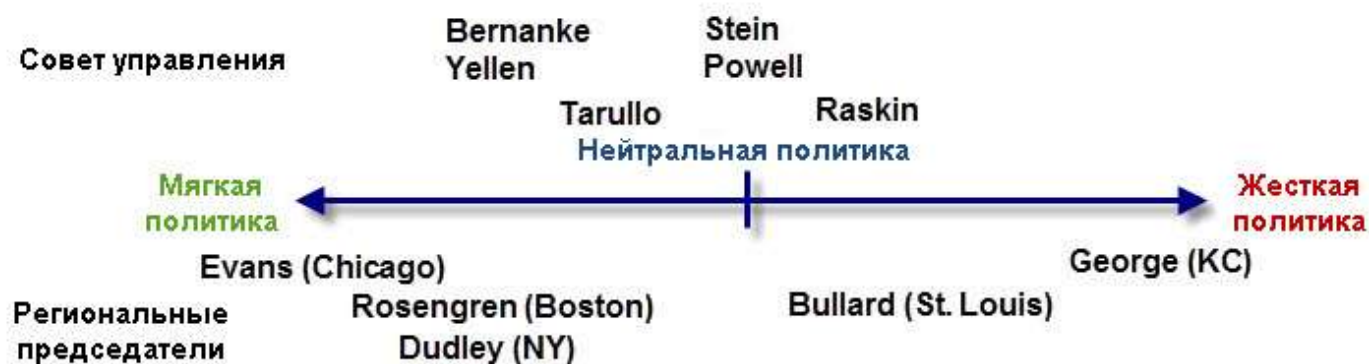 Bernanke Stein
Совет управления Yellen Powell
Tarullo Raskin
Нейтральная политика
Мягкая
политика
Жесткая
политика
Evans (Chicago) George (KC)
Региональные
председатели
Rosengren (Boston) Bullard (St. Louis)
Dudley (NY)